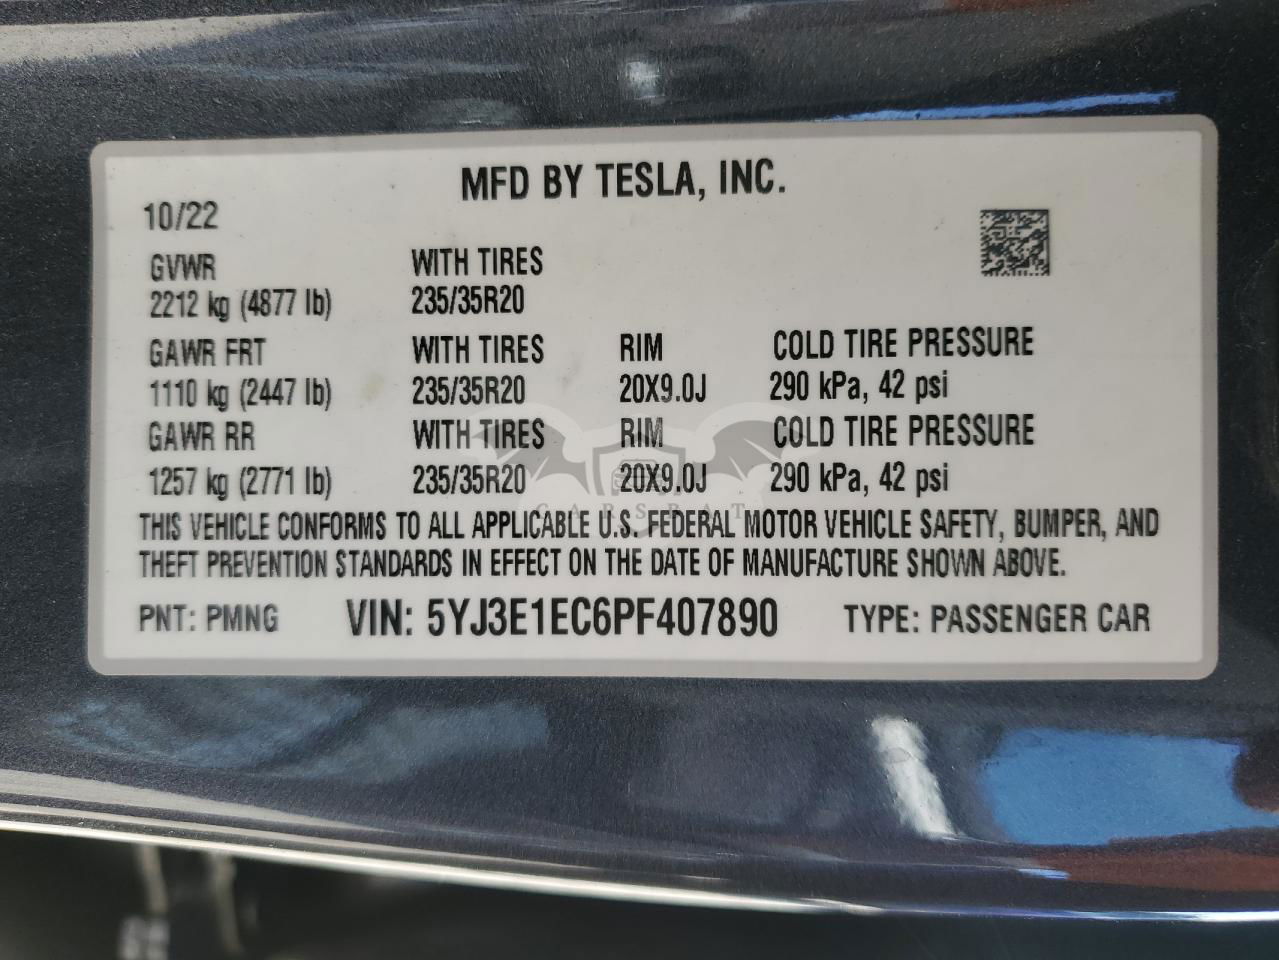 MFD BY TESLA, INC.
10/22
GVWR WITH TIRES
2212 kg (4877 lb) 235/35R20
GAWR FRT WITH TIRES RIM COLD TIRE PRESSURE
1110 kg (2447 lb) 235/35R20 20X9.0J 290 kPa, 42 psi
GAWR RR WITH TIRES RIM COLD TIRE PRESSURE
1257 kg (2771 lb) 235/35R20 20X9.0J 290 kPa, 42 psi
CARSBAT
THIS VEHICLE CONFORMS TO ALL APPLICABLE U.S. FEDERAL MOTOR VEHICLE SAFETY, BUMPER, AND
THEFT PREVENTION STANDARDS IN EFFECT ON THE DATE OF MANUFACTURE SHOWN ABOVE.
PNT: PMNG VIN: 5YJ3E1EC6PF407890 TYPE: PASSENGER CAR